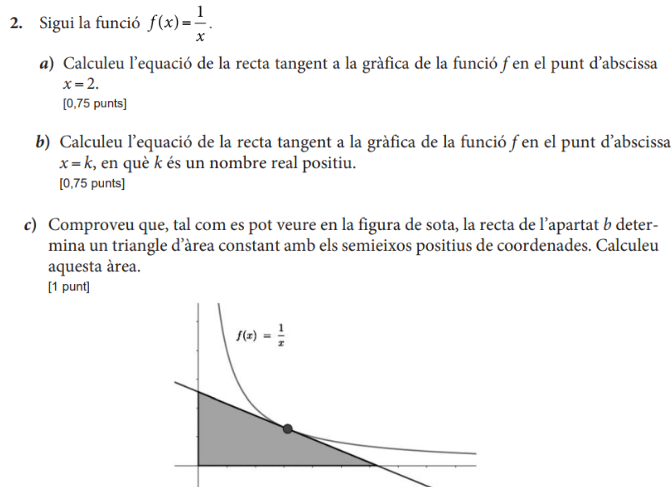 2. Sigui la funció f(x) = 1/x.
a) Calculeu l’equació de la recta tangent a la gràfica de la funció f en el punt d’abscissa
x = 2.
[0,75 punts]
b) Calculeu l’equació de la recta tangent a la gràfica de la funció f en el punt d’abscissa
x = k, en què k és un nombre real positiu.
[0,75 punts]
c) Comproveu que, tal com es pot veure en la figura de sota, la recta de l’apartat b deter-
mina un triangle d’àrea constant amb els semieixos positius de coordenades. Calculeu
aquesta àrea.
[1 punt]
f(x) = 1/x